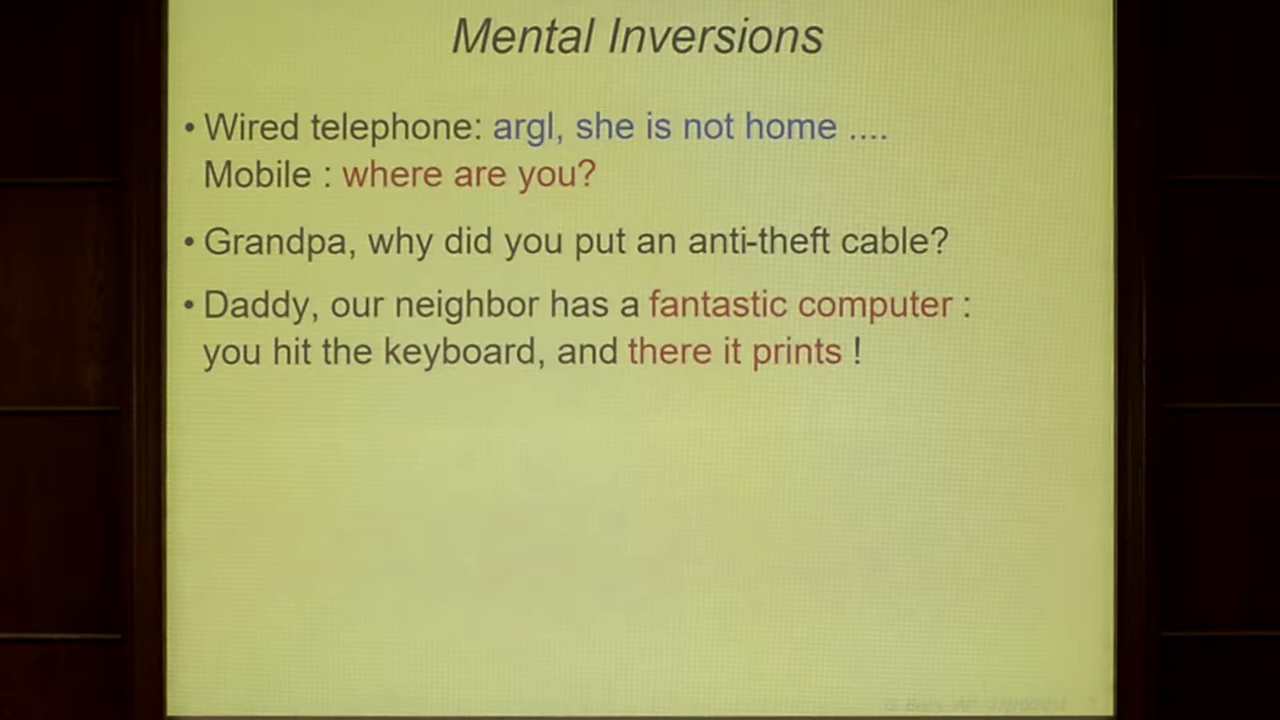 Mental Inversions
• Wired telephone: argl, she is not home ....
Mobile : where are you?
• Grandpa, why did you put an anti-theft cable?
• Daddy, our neighbor has a fantastic computer :
you hit the keyboard, and there it prints !